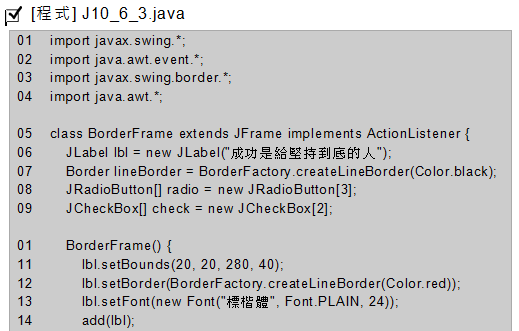 [程式] J10_6_3.java
01 import javax.swing.*;
02 import java.awt.event.*;
03 import javax.swing.border.*;
04 import java.awt.*;
05 class BorderFrame extends JFrame implements ActionListener {
06 JLabel lbl = new JLabel("成功是給堅持到底的人");
07 Border lineBorder = BorderFactory.createLineBorder(Color.black);
08 JRadioButton[] radio = new JRadioButton[3];
09 JCheckBox[] check = new JCheckBox[2];
01 BorderFrame() {
11 lbl.setBounds(20, 20, 280, 40);
12 lbl.setBorder(BorderFactory.createLineBorder(Color.red));
13 lbl.setFont(new Font("標楷體", Font.PLAIN, 24));
14 add(lbl);